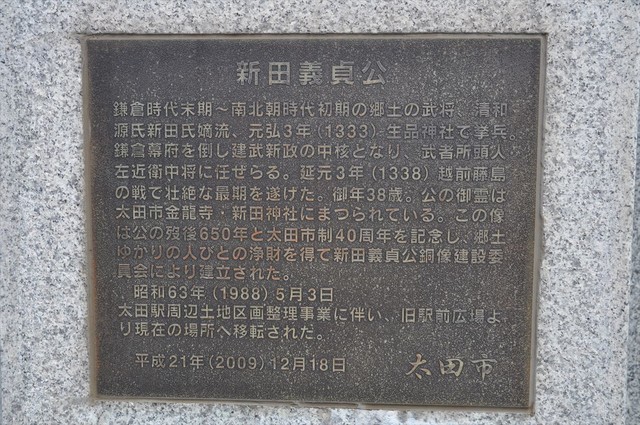 新田義貞公
鎌倉時代末期～南北朝時代初期の郷土の武将、清和
源氏新田氏嫡流、元弘3年(1333)生品神社で挙兵。
鎌倉幕府を倒し建武新政の中核となり、武者所頭人
左近衛中将に任ぜらる。延元3年(1338)越前藤島
の戦で壮絶な最期を遂げた。御年38歳。公の御霊は
太田市金龍寺・新田神社にまつられている。この像
は公の歿後650年と太田市制40周年を記念し、郷土
ゆかりの人びとの浄財を得て新田義貞公銅像建設委
員会により建立された。
昭和63年(1988)5月3日
太田駅周辺土地区画整理事業に伴い、旧駅前広場よ
り現在の場所へ移転された。
平成21年(2009)12月18日 太田市